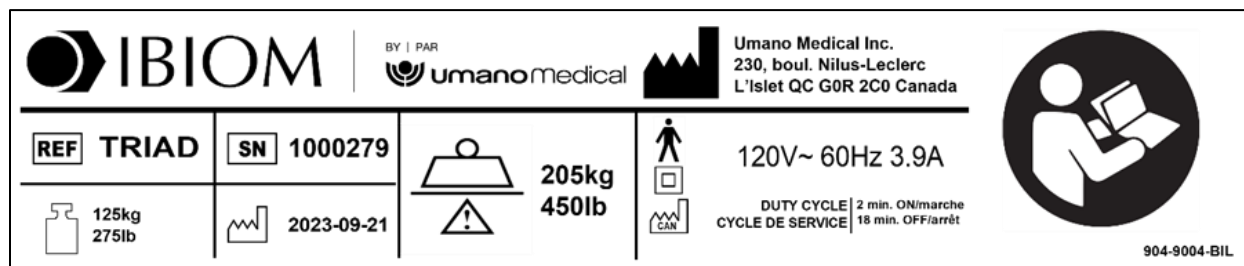 IBIOM
BY | PAR
umano medical
Umano Medical Inc.
230, boul. Nilus-Leclerc
L'Islet QC G0R 2C0 Canada
REF TRIAD
SN 1000279
205kg
450lb
120V~ 60Hz 3.9A
125kg
275lb
2023-09-21
CAN
DUTY CYCLE | 2 min. ON/marche
CYCLE DE SERVICE | 18 min. OFF/arrêt
904-9004-BIL